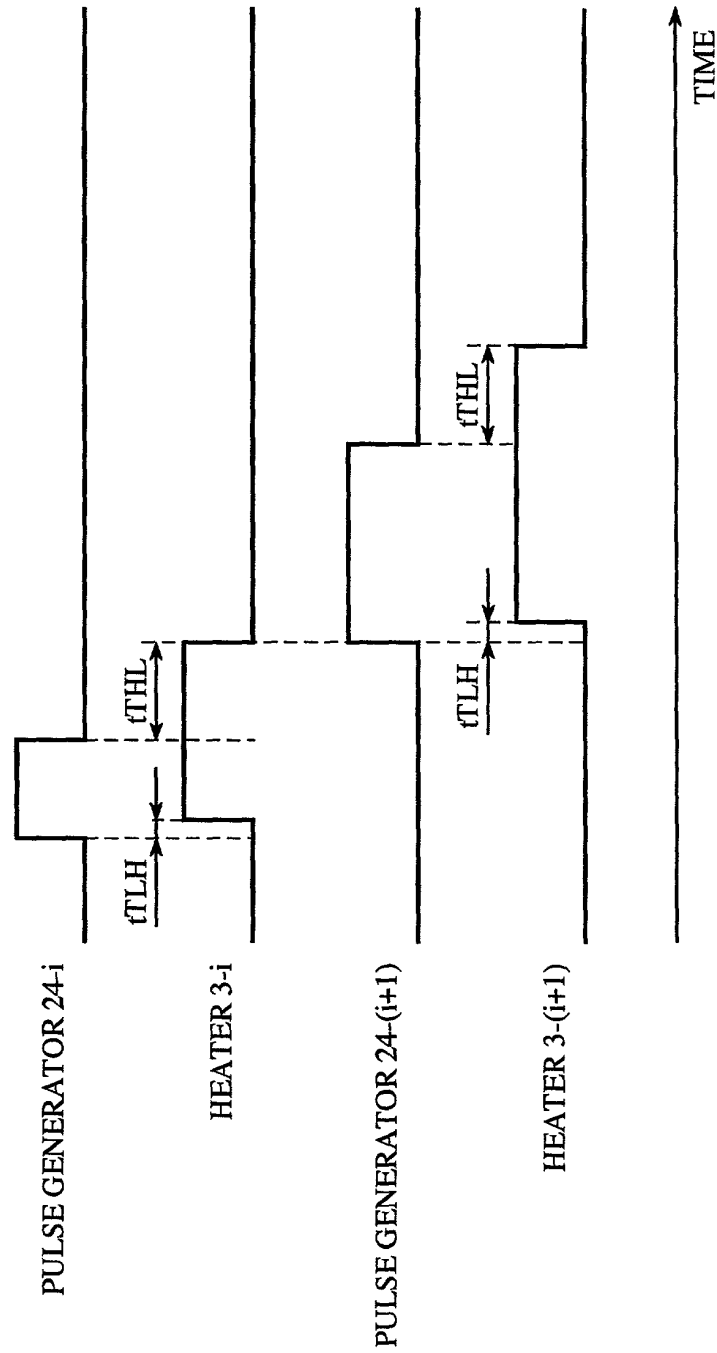 PULSE GENERATOR 24-i
tTLH
tTHL
HEATER 3-i
PULSE GENERATOR 24-(i+1)
tTLH
tTHL
HEATER 3-(i+1)
TIME